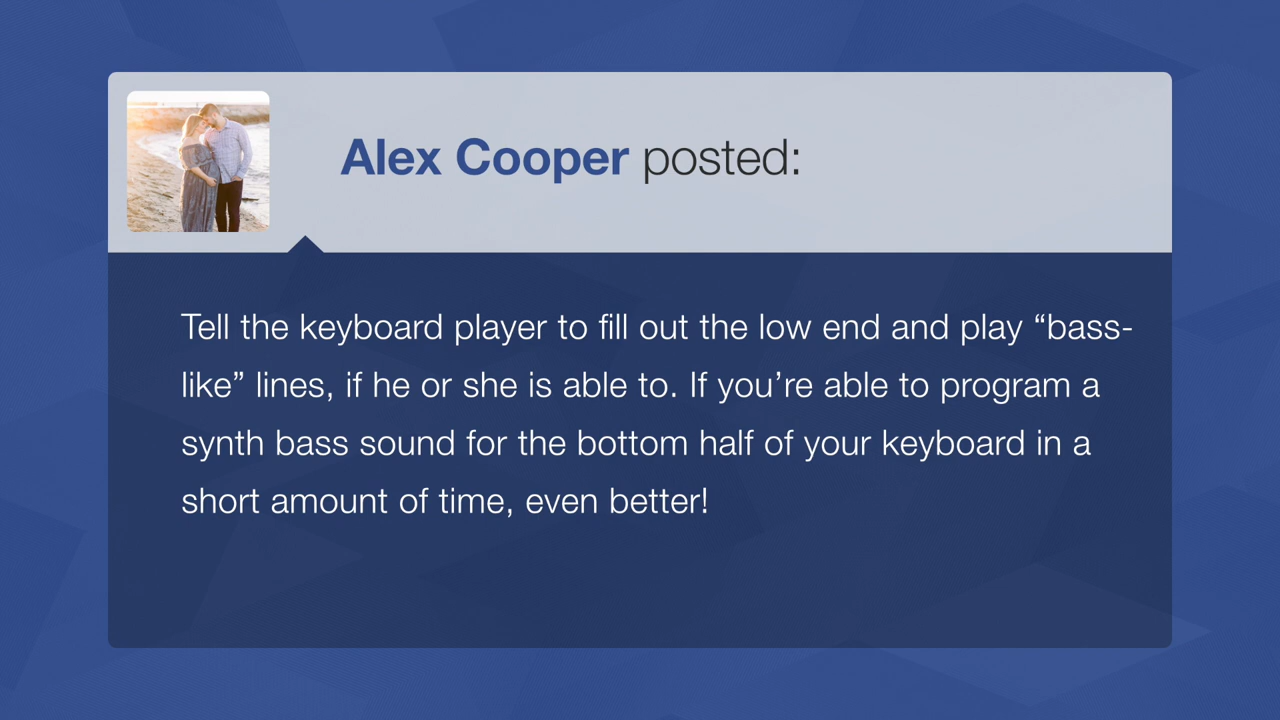 Alex Cooper posted:
Tell the keyboard player to fill out the low end and play “bass-
like” lines, if he or she is able to. If you’re able to program a
synth bass sound for the bottom half of your keyboard in a
short amount of time, even better!